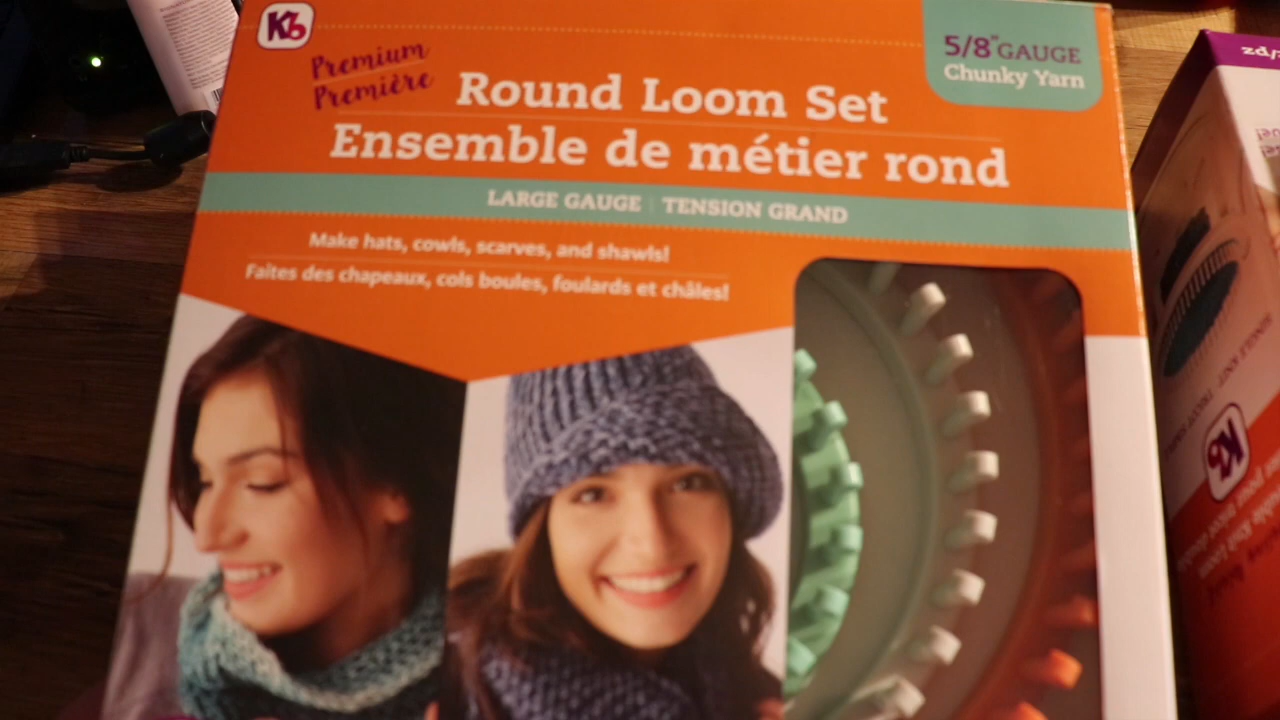 KB
Premium
Première
Round Loom Set
Ensemble de métier rond
5/8" GAUGE
Chunky Yarn
LARGE GAUGE | TENSION GRAND
Make hats, cowls, scarves, and shawls!
Faites des chapeaux, cols boules, foulards et châles!
KB